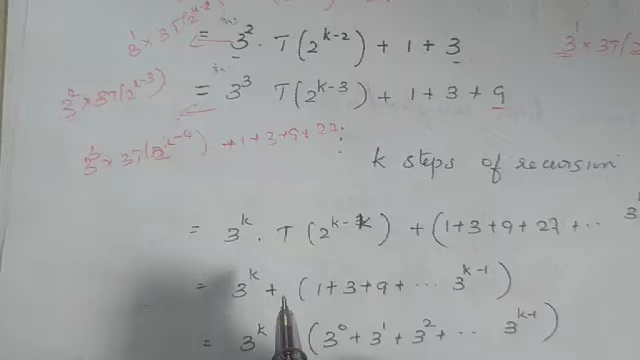 3¹ × 3T(2^{k-2}) = 3² · T(2^{k-2}) + 1 + 3
3¹ × 3T(2
3² × 3T(2^{k-3}) = 3³ T(2^{k-3}) + 1 + 3 + 9
3³ × 3T(2^{k-4}) + 1+3+9+27 :
k steps of recursion
= 3^k · T(2^{k-k}) + (1+3+9+27+ ··· 3
= 3^k + (1+3+9+ ··· 3^{k-1})
= 3^k (3⁰+3¹+3²+ ·· 3^{k-1})